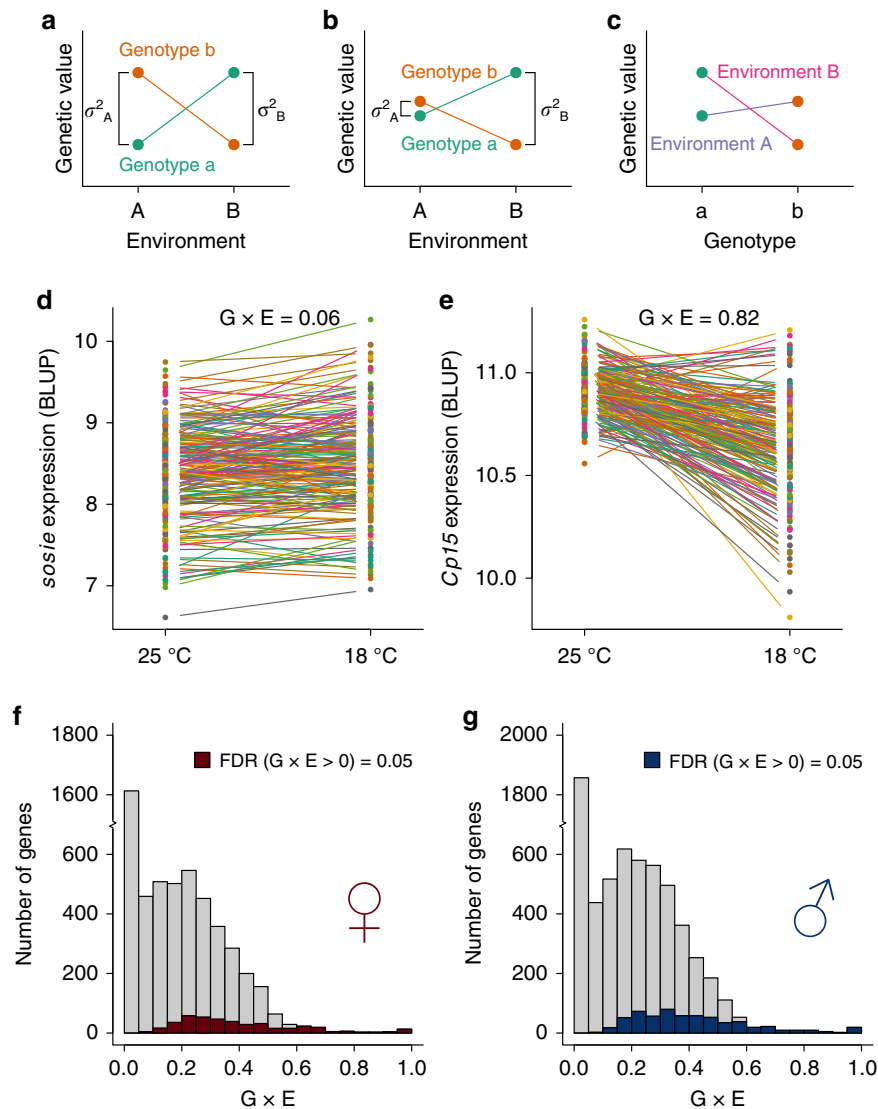 a
Genetic value
Genotype b
σ²A
σ²B
Genotype a
A
B
Environment
b
Genetic value
Genotype b
σ²A
σ²B
Genotype a
A
B
Environment
c
Genetic value
Environment B
Environment A
a
b
Genotype
d
G × E = 0.06
sosie expression (BLUP)
10
9
8
7
25 °C
18 °C
e
G × E = 0.82
Cp15 expression (BLUP)
11.0
10.5
10.0
25 °C
18 °C
f
Number of genes
1800
1600
600
400
200
0
FDR (G × E > 0) = 0.05
♀
0.0
0.2
0.4
0.6
0.8
1.0
G × E
g
Number of genes
2000
1800
600
400
200
0
FDR (G × E > 0) = 0.05
♂
0.0
0.2
0.4
0.6
0.8
1.0
G × E